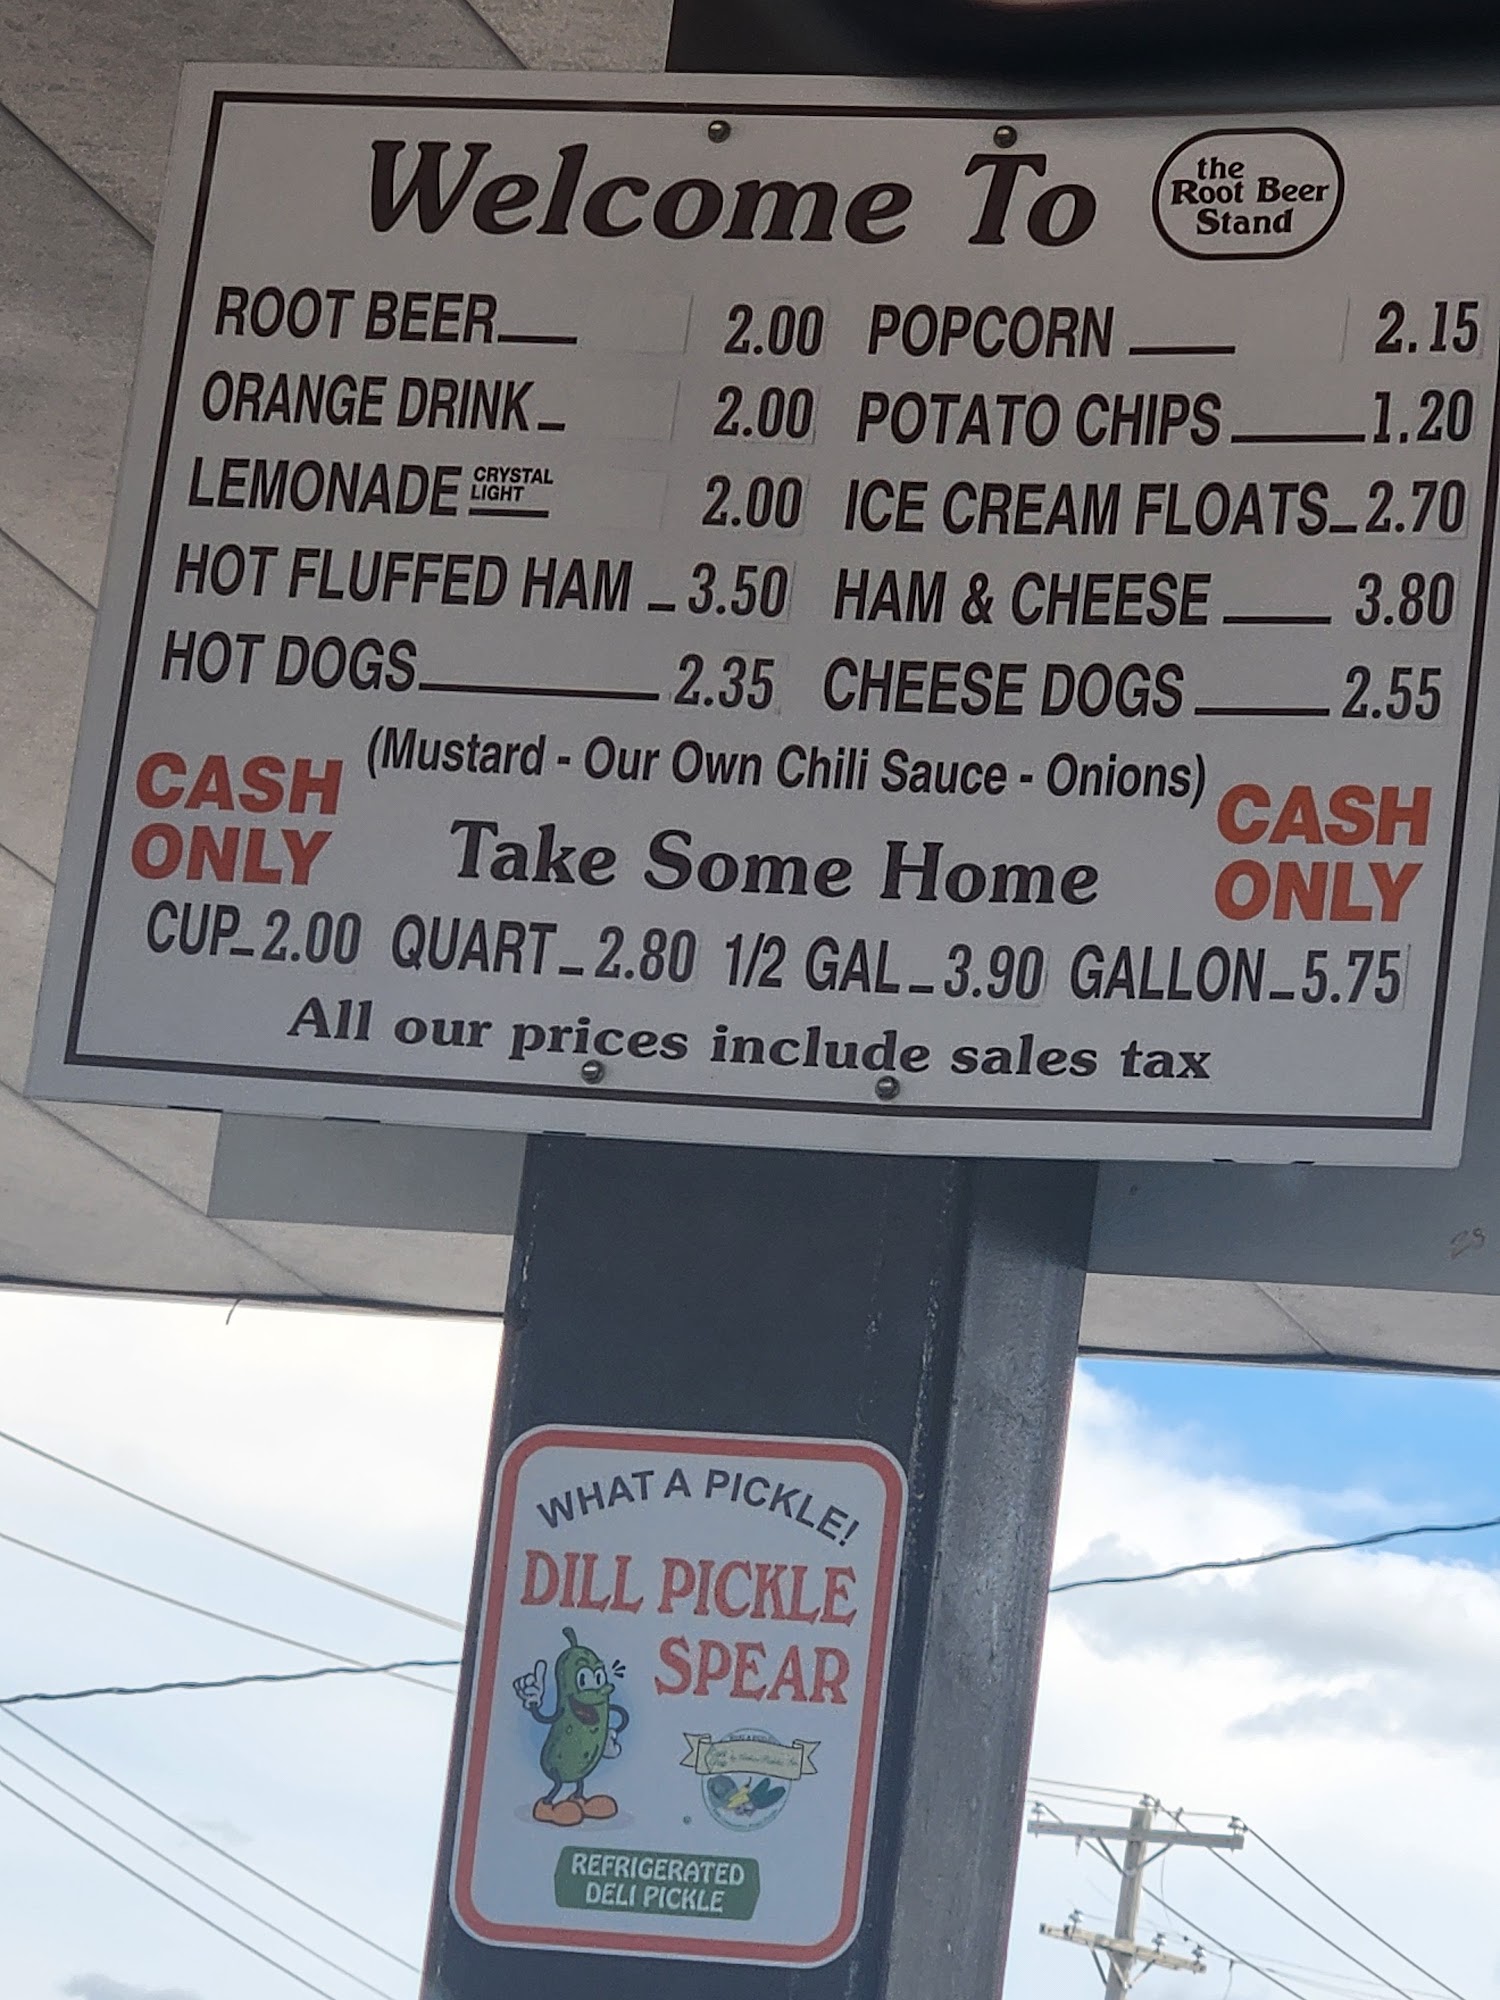 Welcome To
the
Root Beer
Stand
ROOT BEER 2.00
ORANGE DRINK 2.00
LEMONADE CRYSTAL LIGHT 2.00
HOT FLUFFED HAM 3.50
HOT DOGS 2.35
POPCORN 2.15
POTATO CHIPS 1.20
ICE CREAM FLOATS 2.70
HAM & CHEESE 3.80
CHEESE DOGS 2.55
(Mustard - Our Own Chili Sauce - Onions)
CASH
ONLY
Take Some Home
CASH
ONLY
CUP 2.00 QUART 2.80 1/2 GAL 3.90 GALLON 5.75
All our prices include sales tax
WHAT A PICKLE!
DILL PICKLE
SPEAR
REFRIGERATED
DELI PICKLE